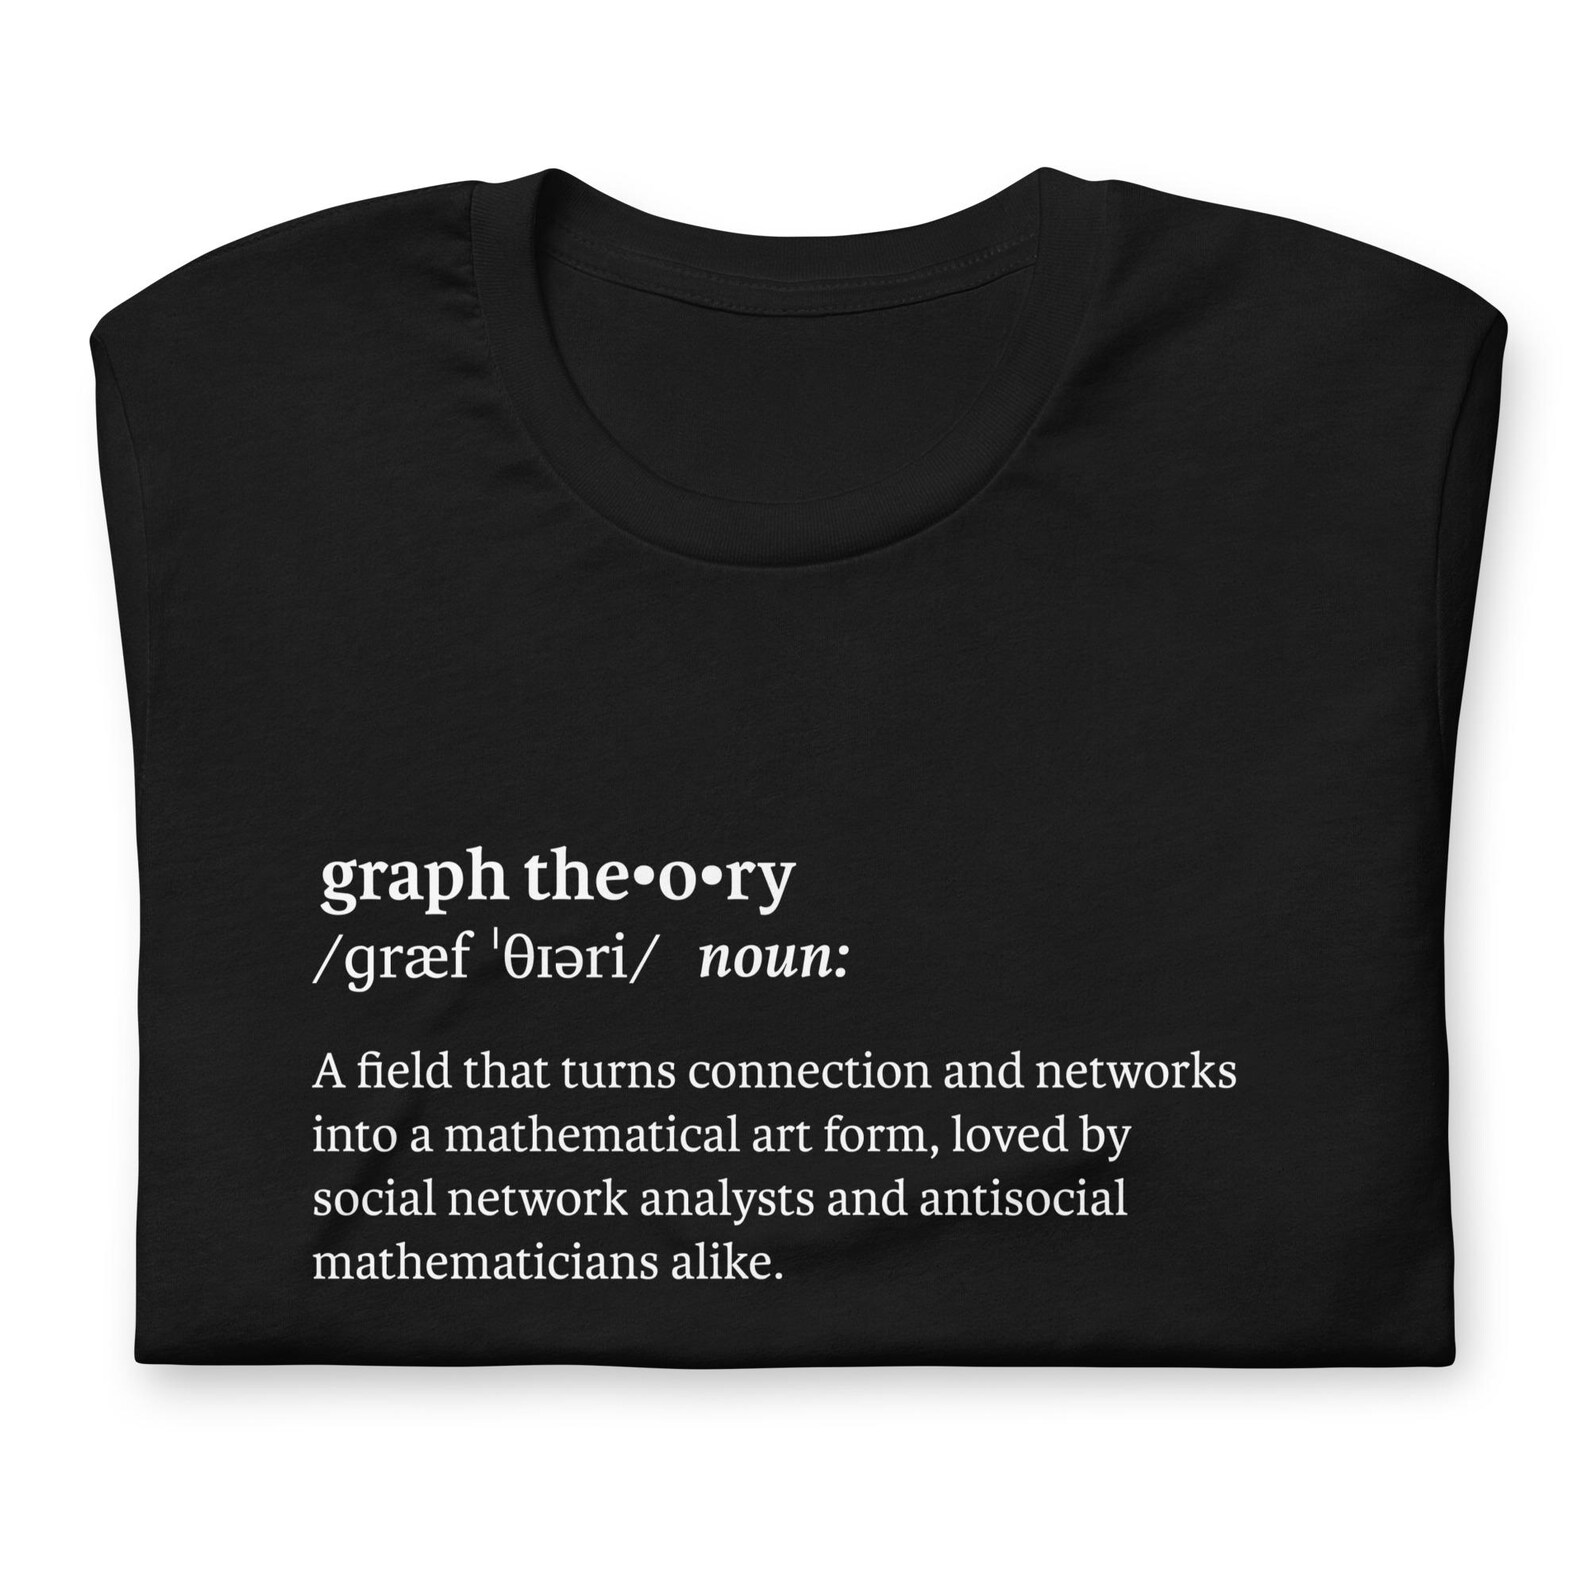 graph the•o•ry
/ɡræf ˈθɪəri/ noun:
A field that turns connection and networks
into a mathematical art form, loved by
social network analysts and antisocial
mathematicians alike.